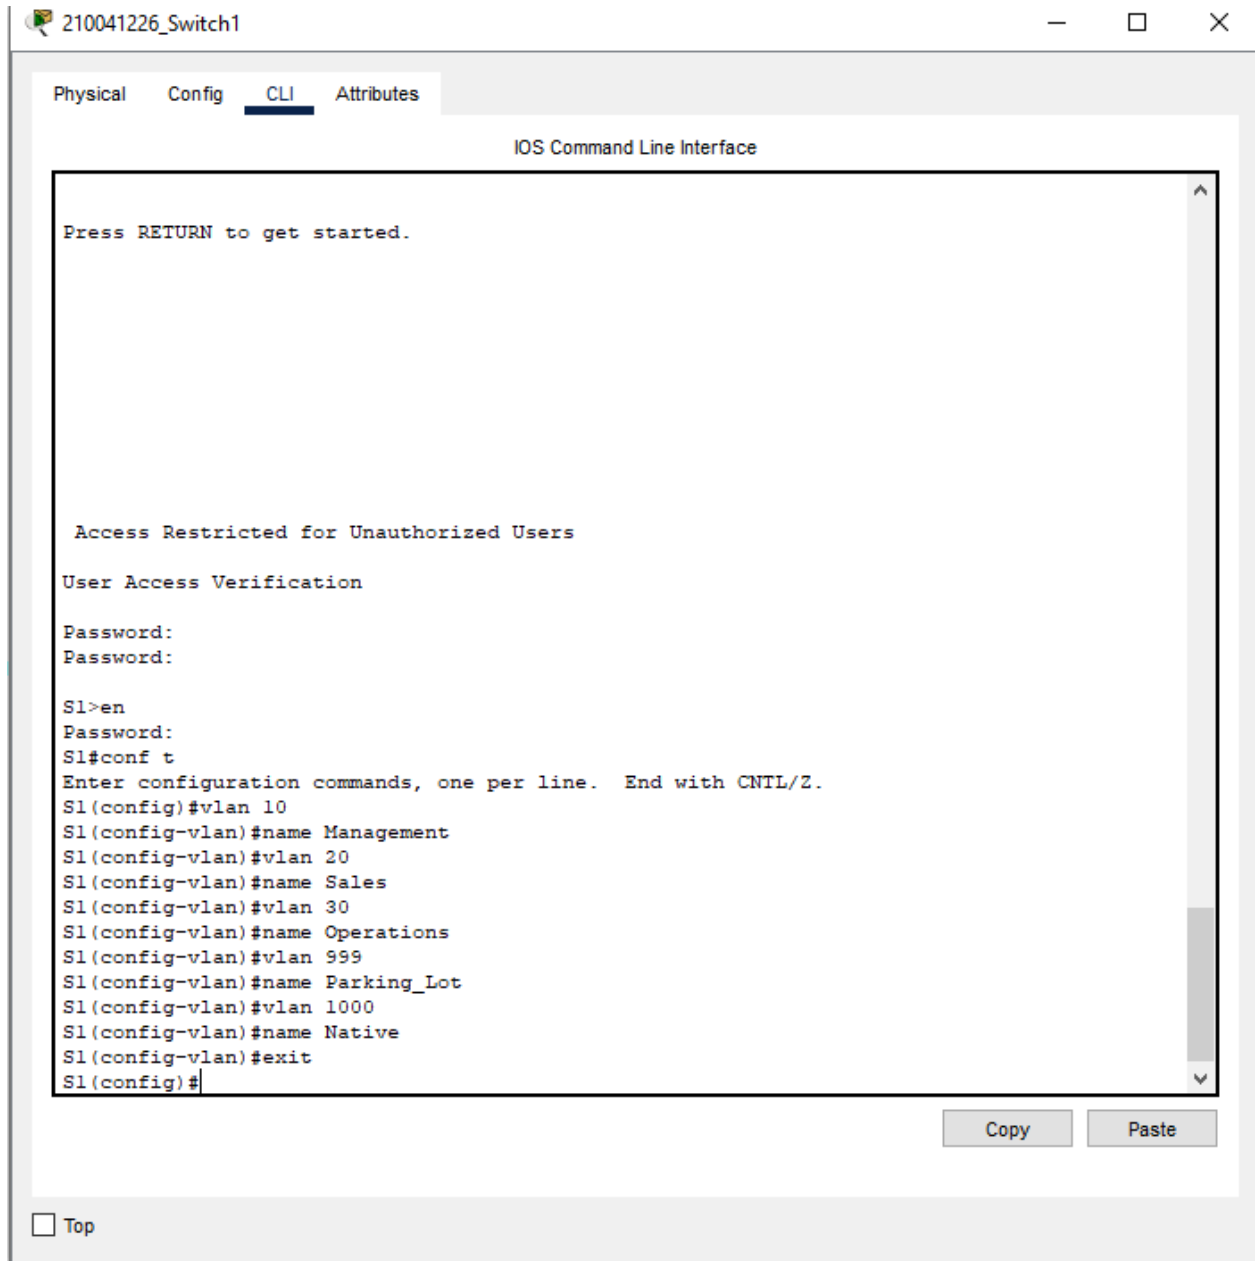 210041226_Switch1
Physical Config CLI Attributes
IOS Command Line Interface
Press RETURN to get started.
Access Restricted for Unauthorized Users
User Access Verification
Password:
Password:
S1>en
Password:
S1#conf t
Enter configuration commands, one per line.  End with CNTL/Z.
S1(config)#vlan 10
S1(config-vlan)#name Management
S1(config-vlan)#vlan 20
S1(config-vlan)#name Sales
S1(config-vlan)#vlan 30
S1(config-vlan)#name Operations
S1(config-vlan)#vlan 999
S1(config-vlan)#name Parking_Lot
S1(config-vlan)#vlan 1000
S1(config-vlan)#name Native
S1(config-vlan)#exit
S1(config)#
Copy Paste
Top